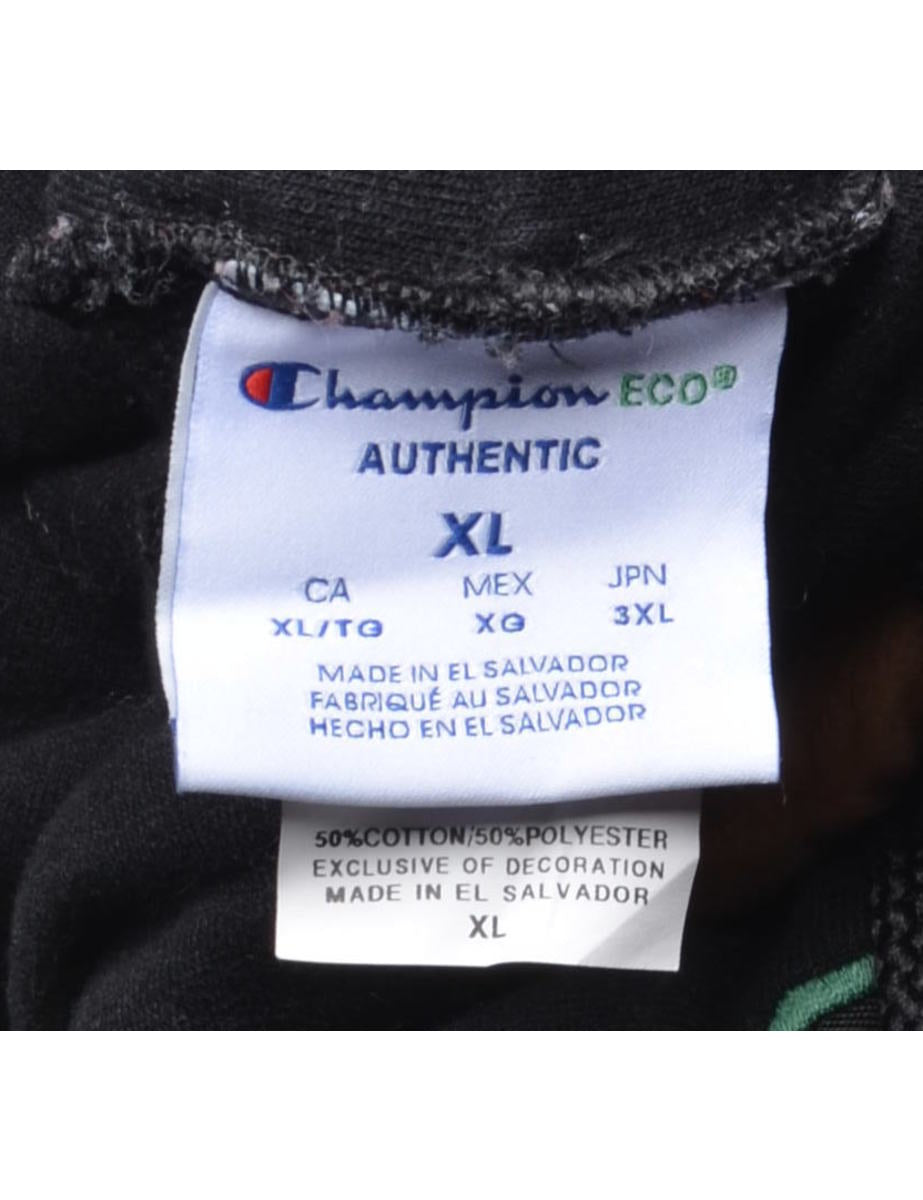 Champion ECO®
AUTHENTIC
XL
CA MEX JPN
XL/TG XG 3XL
MADE IN EL SALVADOR
FABRIQUÉ AU SALVADOR
HECHO EN EL SALVADOR
50%COTTON/50%POLYESTER
EXCLUSIVE OF DECORATION
MADE IN EL SALVADOR
XL